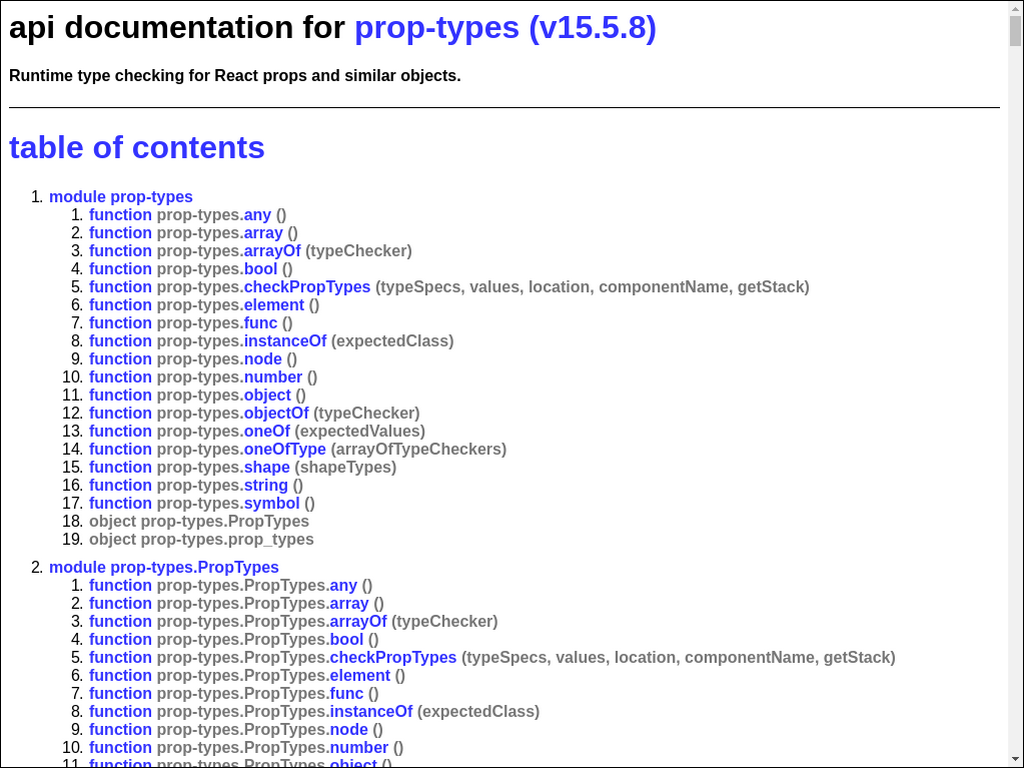 api documentation for prop-types (v15.5.8)
Runtime type checking for React props and similar objects.
table of contents
1. module prop-types
1. function prop-types.any ()
2. function prop-types.array ()
3. function prop-types.arrayOf (typeChecker)
4. function prop-types.bool ()
5. function prop-types.checkPropTypes (typeSpecs, values, location, componentName, getStack)
6. function prop-types.element ()
7. function prop-types.func ()
8. function prop-types.instanceOf (expectedClass)
9. function prop-types.node ()
10. function prop-types.number ()
11. function prop-types.object ()
12. function prop-types.objectOf (typeChecker)
13. function prop-types.oneOf (expectedValues)
14. function prop-types.oneOfType (arrayOfTypeCheckers)
15. function prop-types.shape (shapeTypes)
16. function prop-types.string ()
17. function prop-types.symbol ()
18. object prop-types.PropTypes
19. object prop-types.prop_types
2. module prop-types.PropTypes
1. function prop-types.PropTypes.any ()
2. function prop-types.PropTypes.array ()
3. function prop-types.PropTypes.arrayOf (typeChecker)
4. function prop-types.PropTypes.bool ()
5. function prop-types.PropTypes.checkPropTypes (typeSpecs, values, location, componentName, getStack)
6. function prop-types.PropTypes.element ()
7. function prop-types.PropTypes.func ()
8. function prop-types.PropTypes.instanceOf (expectedClass)
9. function prop-types.PropTypes.node ()
10. function prop-types.PropTypes.number ()
11. function prop-types.PropTypes.object ()